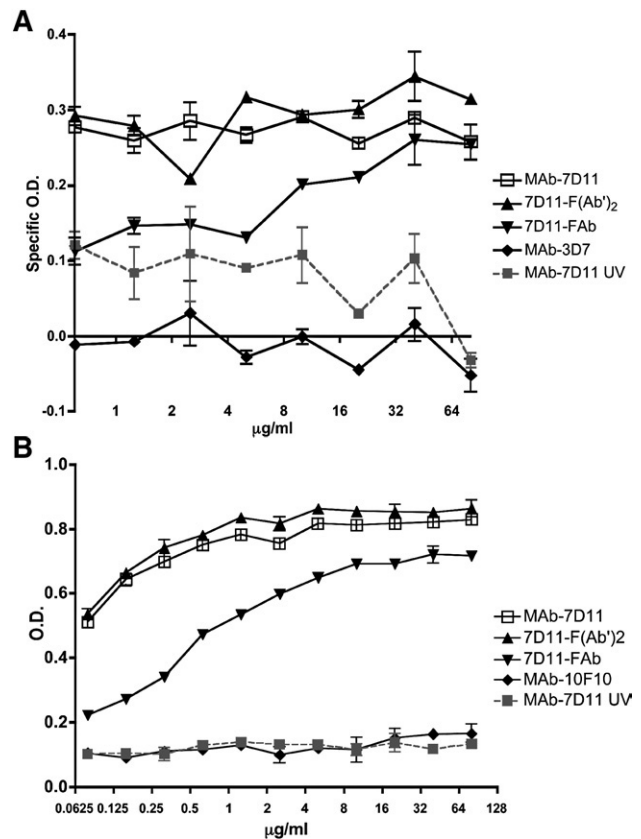 A
0.4
0.3
0.2
0.1
0.0
-0.1
Specific O.D.
1 2 4 8 16 32 64
μg/ml
MAb-7D11
7D11-F(Ab')2
7D11-FAb
MAb-3D7
MAb-7D11 UV
B
1.0
0.8
0.6
0.4
0.2
0.0
O.D.
0.0625 0.125 0.25 0.5 1 2 4 8 16 32 64 128
μg/ml
MAb-7D11
7D11-F(Ab')2
7D11-FAb
MAb-10F10
MAb-7D11 UV